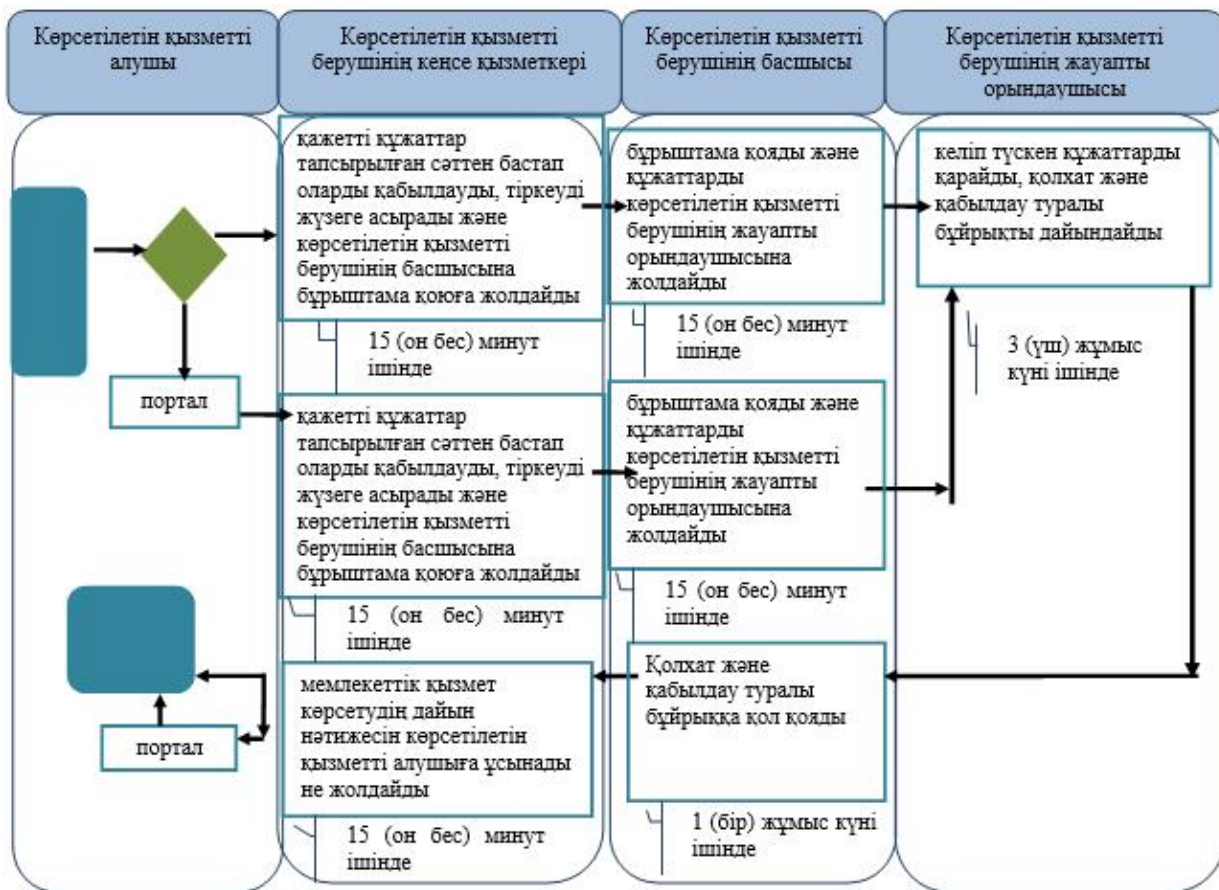 Көрсетілетін қызметті
алушы
Көрсетілетін қызметті
берушінің кеңсе қызметкері
Көрсетілетін қызметті
берушінің басшысы
Көрсетілетін қызметті
берушінің жауапты
орындаушысы
қажетті құжаттар
тапсырылған сәттен бастап
оларды қабылдауды, тіркеуді
жүзеге асырады және
көрсетілетін қызметті
берушінің басшысына
бұрыштама қоюға жолдайды
бұрыштама қояды және
құжаттарды
көрсетілетін қызметті
берушінің жауапты
орындаушысына
жолдайды
келіп түскен құжаттарды
қарайды, қолхат және
қабылдау туралы
бұйрықты дайындайды
15 (он бес) минут
ішінде
15 (он бес) минут
ішінде
3 (үш) жұмыс
күні ішінде
портал
қажетті құжаттар
тапсырылған сәттен бастап
оларды қабылдауды, тіркеуді
жүзеге асырады және
көрсетілетін қызметті
берушінің басшысына
бұрыштама қоюға жолдайды
бұрыштама қояды және
құжаттарды
көрсетілетін қызметті
берушінің жауапты
орындаушысына
жолдайды
15 (он бес) минут
ішінде
15 (он бес) минут
ішінде
Қолхат және
қабылдау туралы
бұйрыққа қол қояды
мемлекеттік қызмет
көрсетудің дайын
нәтижесін көрсетілетін
қызметті алушыға ұсынады
не жолдайды
портал
15 (он бес) минут
ішінде
1 (бір) жұмыс күні
ішінде